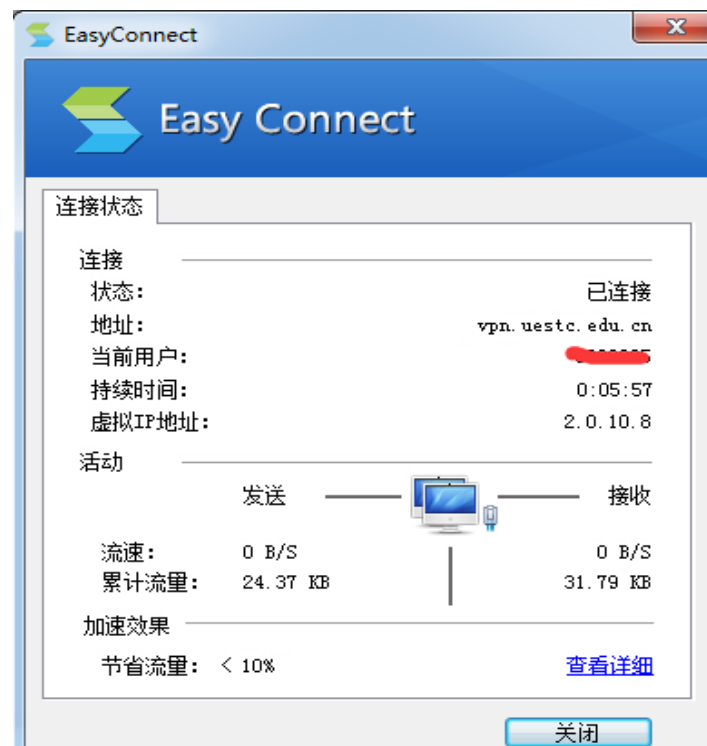 EasyConnect
Easy Connect
连接状态
连接
状态: 已连接
地址: vpn.uestc.edu.cn
当前用户:
持续时间: 0:05:57
虚拟IP地址: 2.0.10.8
活动
发送 接收
流速: 0 B/S 0 B/S
累计流量: 24.37 KB 31.79 KB
加速效果
节省流量: < 10% 查看详细
关闭